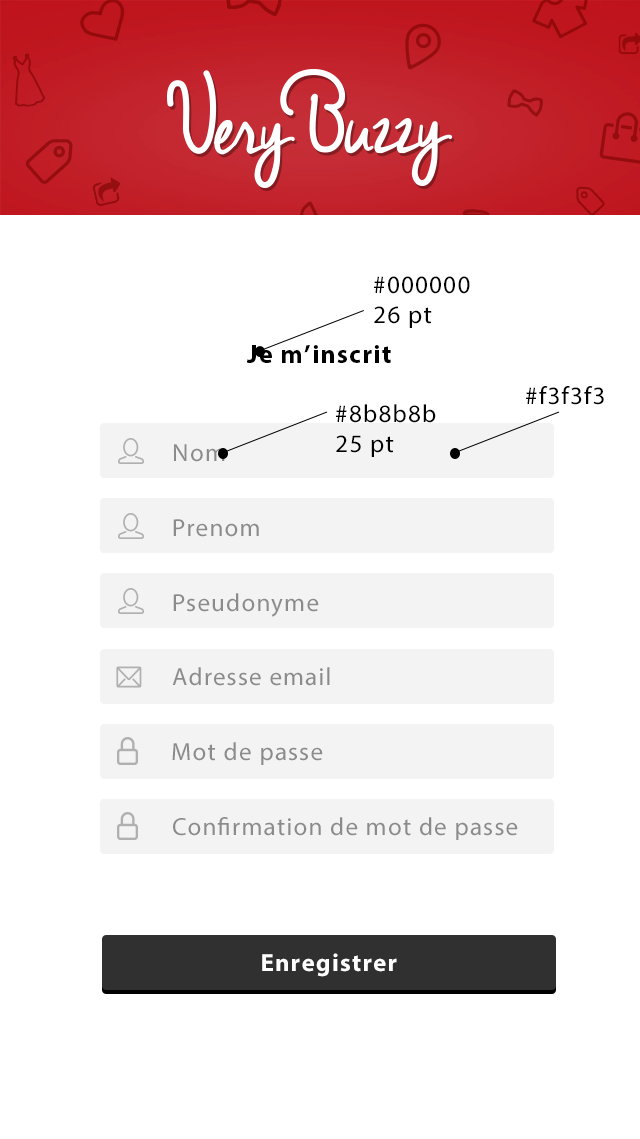 Very Buzzy
#000000
26 pt
Je m’inscrit
#f3f3f3
#8b8b8b
25 pt
Nom
Prenom
Pseudonyme
Adresse email
Mot de passe
Confirmation de mot de passe
Enregistrer